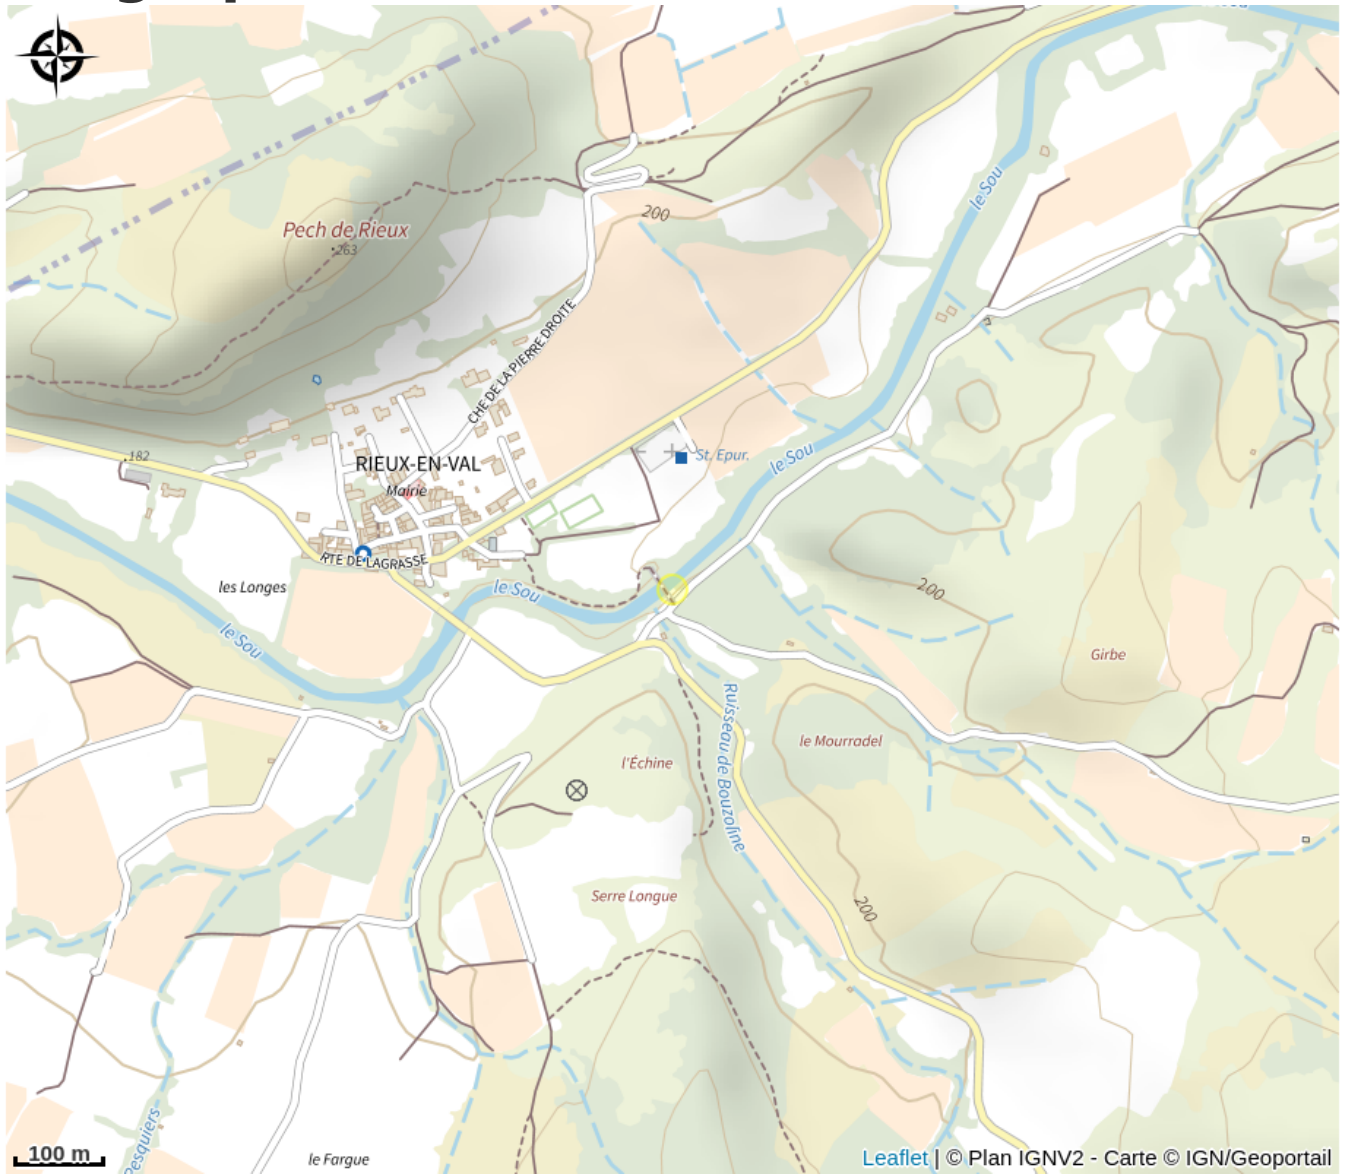 le Sou
200
Pech de Rieux
263
CHE DE LA PIERRE DROITE
182
RIEUX-EN-VAL
Mairie
St. Epur.
le Sou
RTE DE LAGRASSE
les Longes
le Sou
200
le Sou
Girbe
Ruisseau de Bouzoline
le Mourradel
l'Échine
Serre Longue
200
100 m
le Fargue
Leaflet | © Plan IGNV2 - Carte © IGN/Geoportail